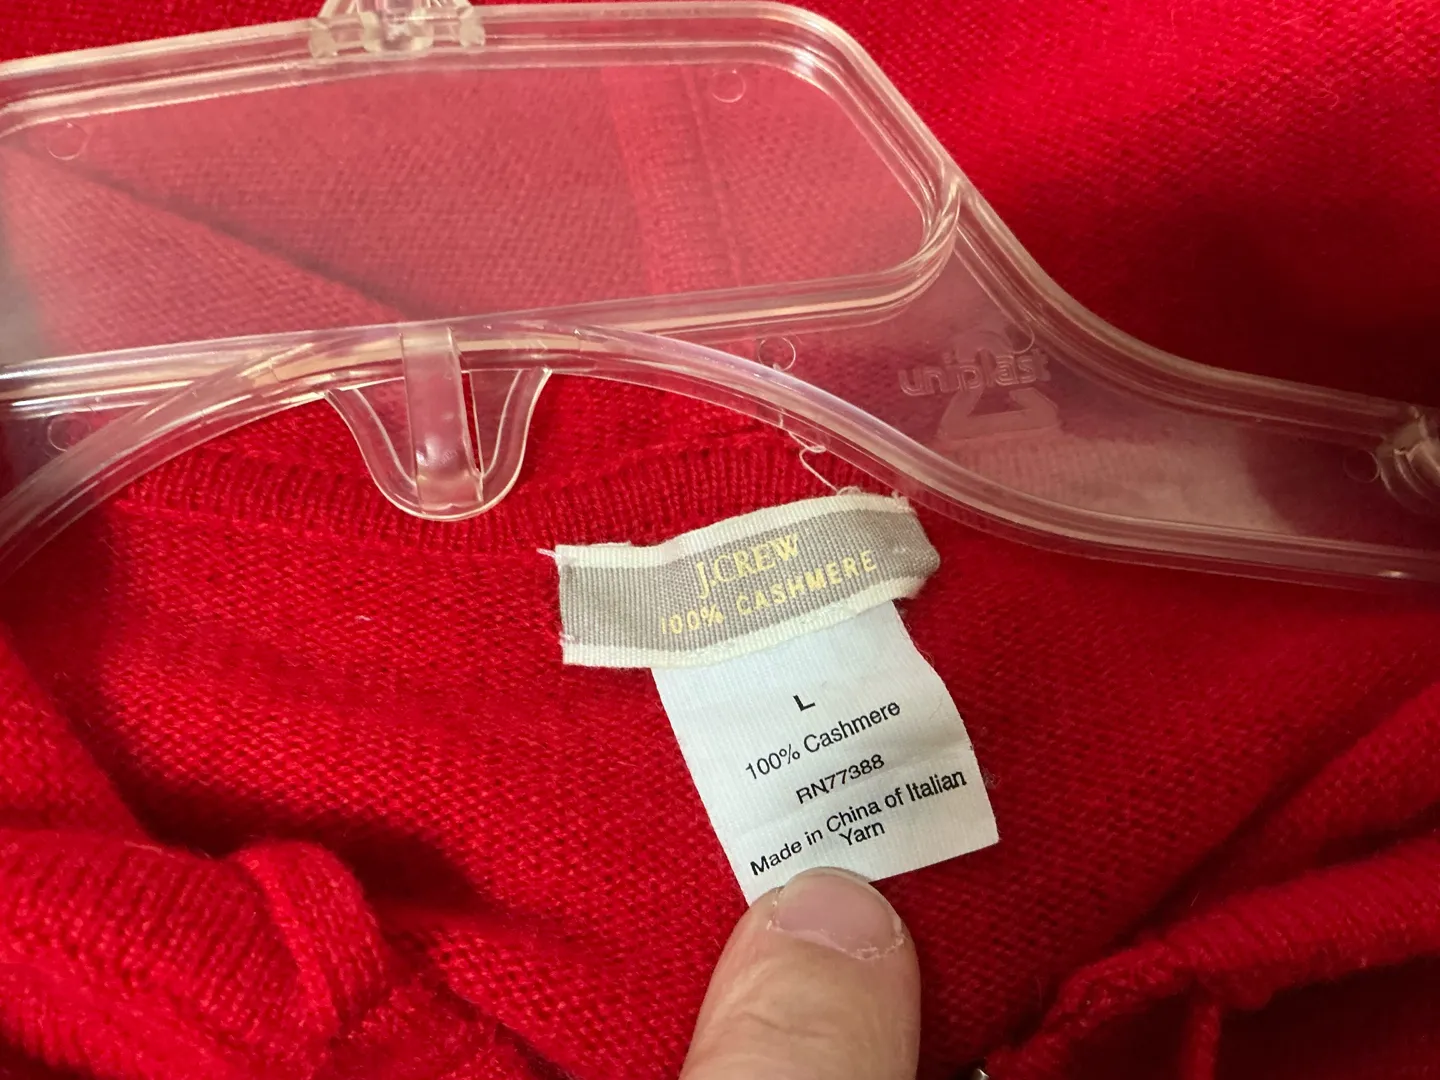 uniplast
J.CREW
100% CASHMERE
L
100% Cashmere
RN77388
Made in China of Italian
Yarn